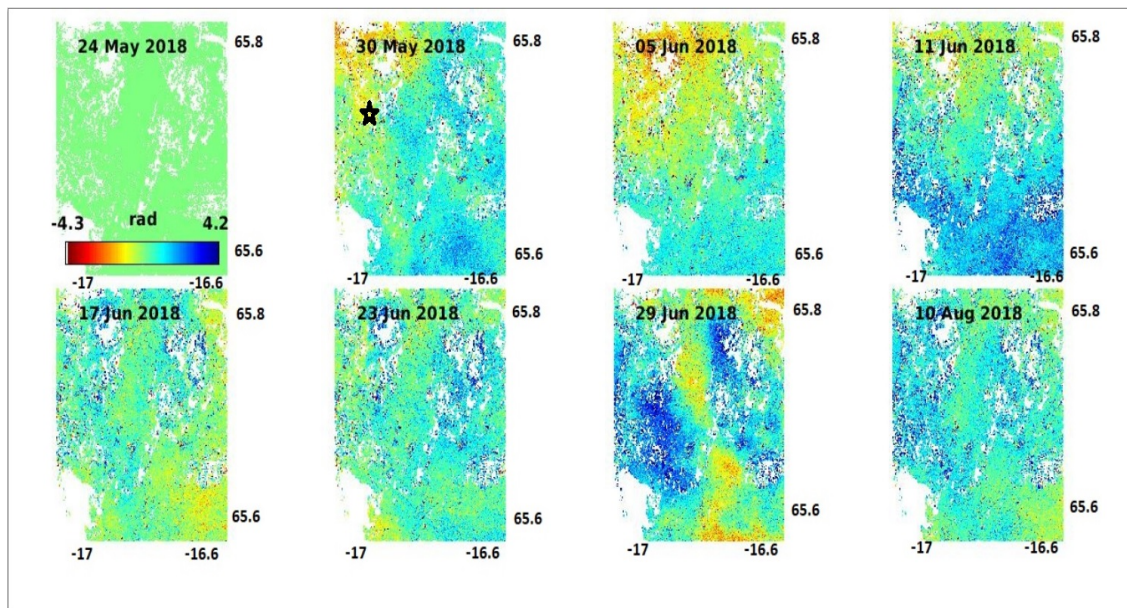 24 May 2018
65.8
30 May 2018
65.8
05 Jun 2018
65.8
11 Jun 2018
65.8
-4.3 rad 4.2
65.6
-17 -16.6
65.6
-17 -16.6
65.6
-17 -16.6
65.6
-17 -16.6
17 Jun 2018
65.8
23 Jun 2018
65.8
29 Jun 2018
65.8
10 Aug 2018
65.8
65.6
-17 -16.6
65.6
-17 -16.6
65.6
-17 -16.6
65.6
-17 -16.6